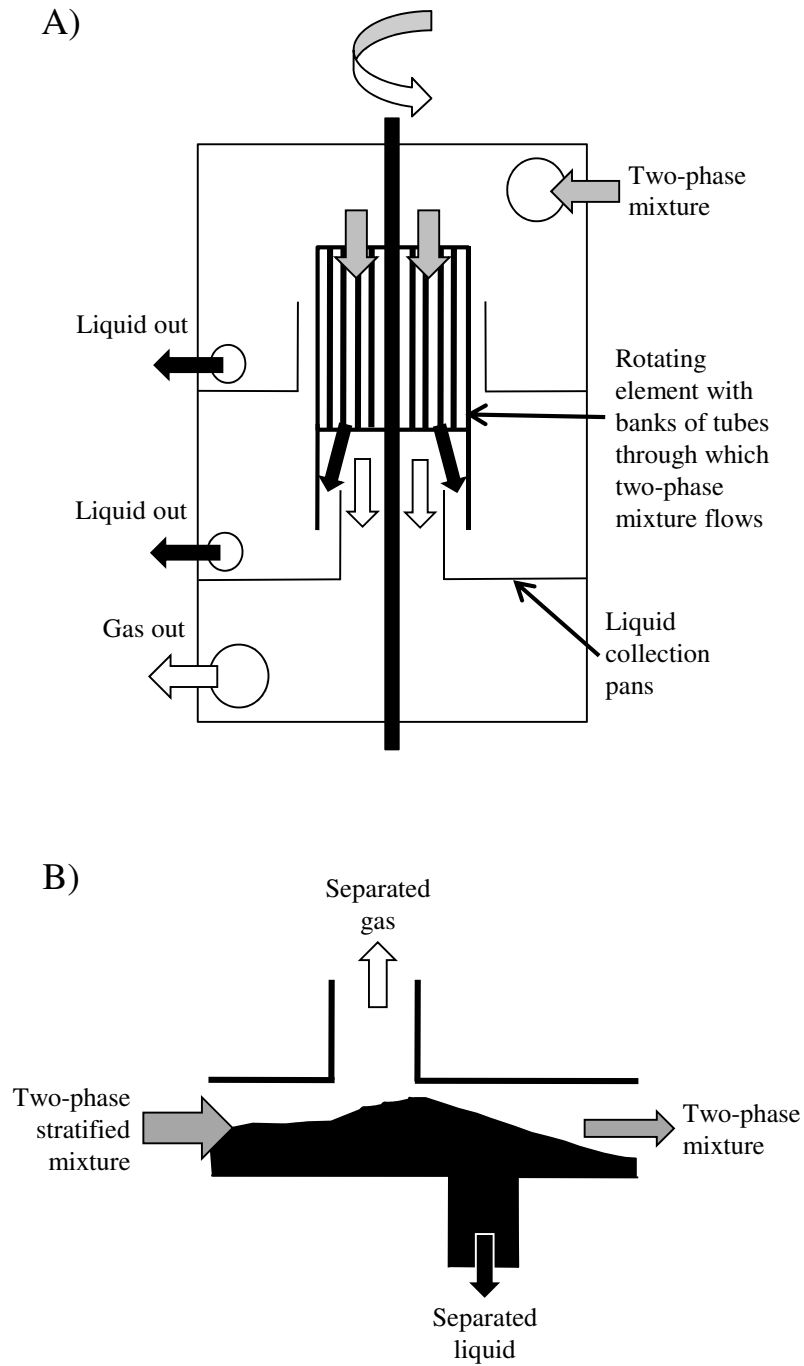 A)
Two-phase
mixture
Liquid out
Rotating
element with
banks of tubes
through which
two-phase
mixture flows
Liquid out
Gas out
Liquid
collection
pans
B)
Separated
gas
Two-phase
stratified
mixture
Two-phase
mixture
Separated
liquid